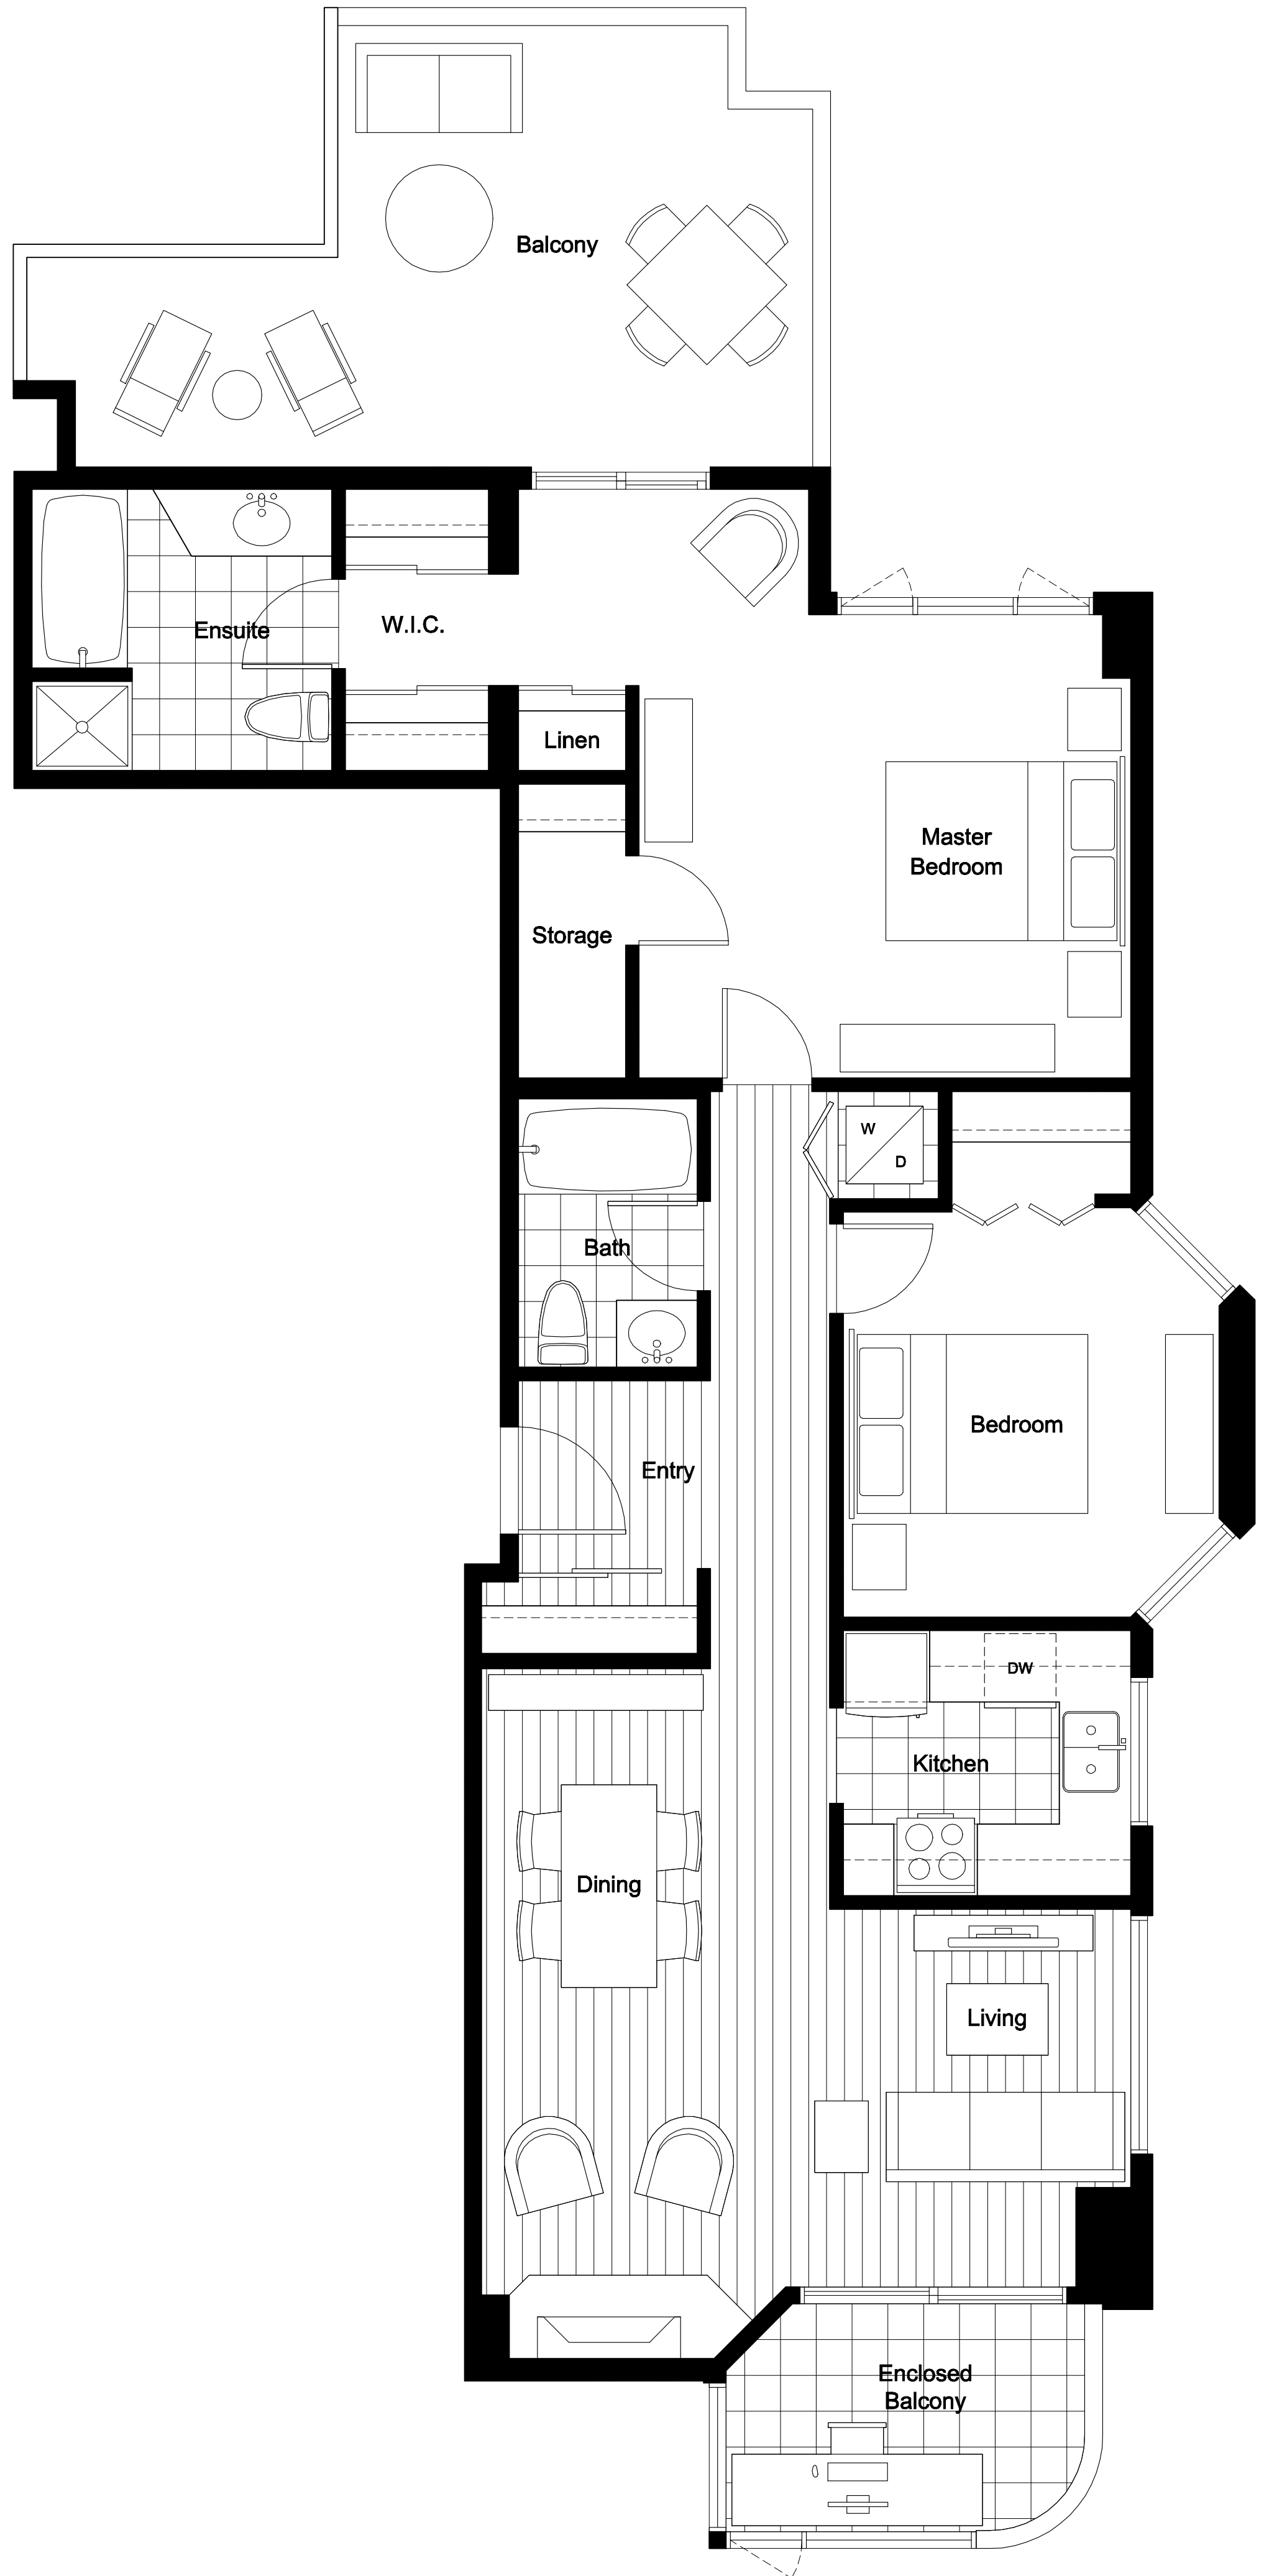 Balcony
Ensuite
W.I.C.
Linen
Master
Bedroom
Storage
W
D
Bath
Bedroom
Entry
DW
Kitchen
Dining
Living
Enclosed
Balcony